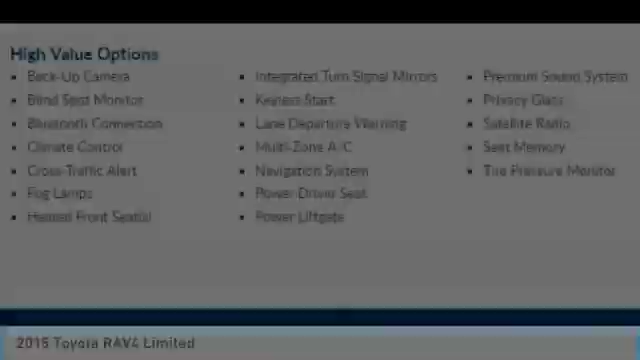 High Value Options
Back-Up Camera
Blind Spot Monitor
Bluetooth Connection
Climate Control
Cross-Traffic Alert
Fog Lamps
Heated Front Seat(s)
Integrated Turn Signal Mirrors
Keyless Start
Lane Departure Warning
Multi-Zone A/C
Navigation System
Power Driver Seat
Power Liftgate
Premium Sound System
Privacy Glass
Satellite Radio
Seat Memory
Tire Pressure Monitor
2015 Toyota RAV4 Limited